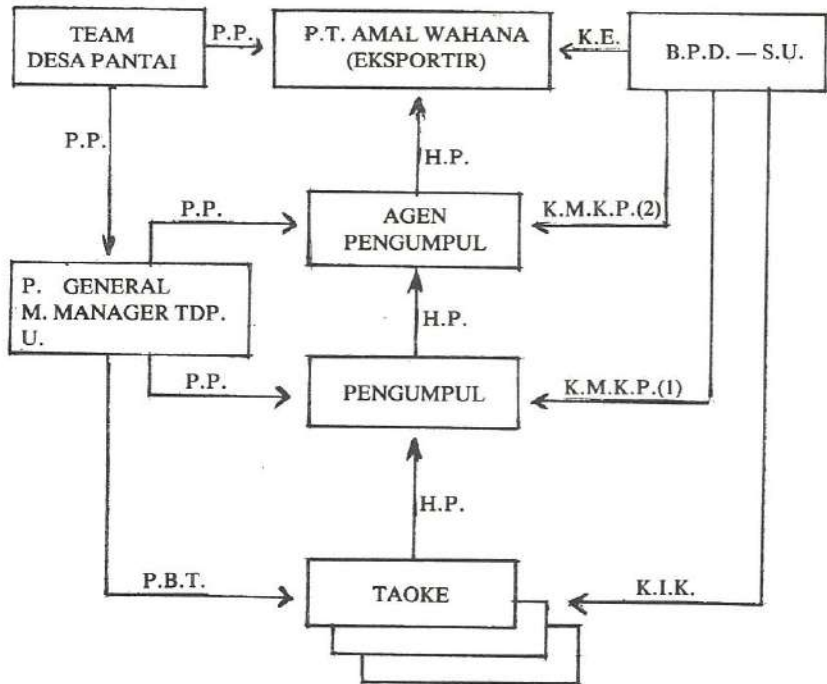 TEAM
DESA PANTAI
P.P.
P.T. AMAL WAHANA
(EKSPORTIR)
K.E.
B.P.D. — S.U.
P.P.
H.P.
P.P.
AGEN
PENGUMPUL
K.M.K.P.(2)
P. GENERAL
M. MANAGER TDP.
U.
H.P.
P.P.
PENGUMPUL
K.M.K.P.(1)
H.P.
P.B.T.
TAOKE
K.I.K.